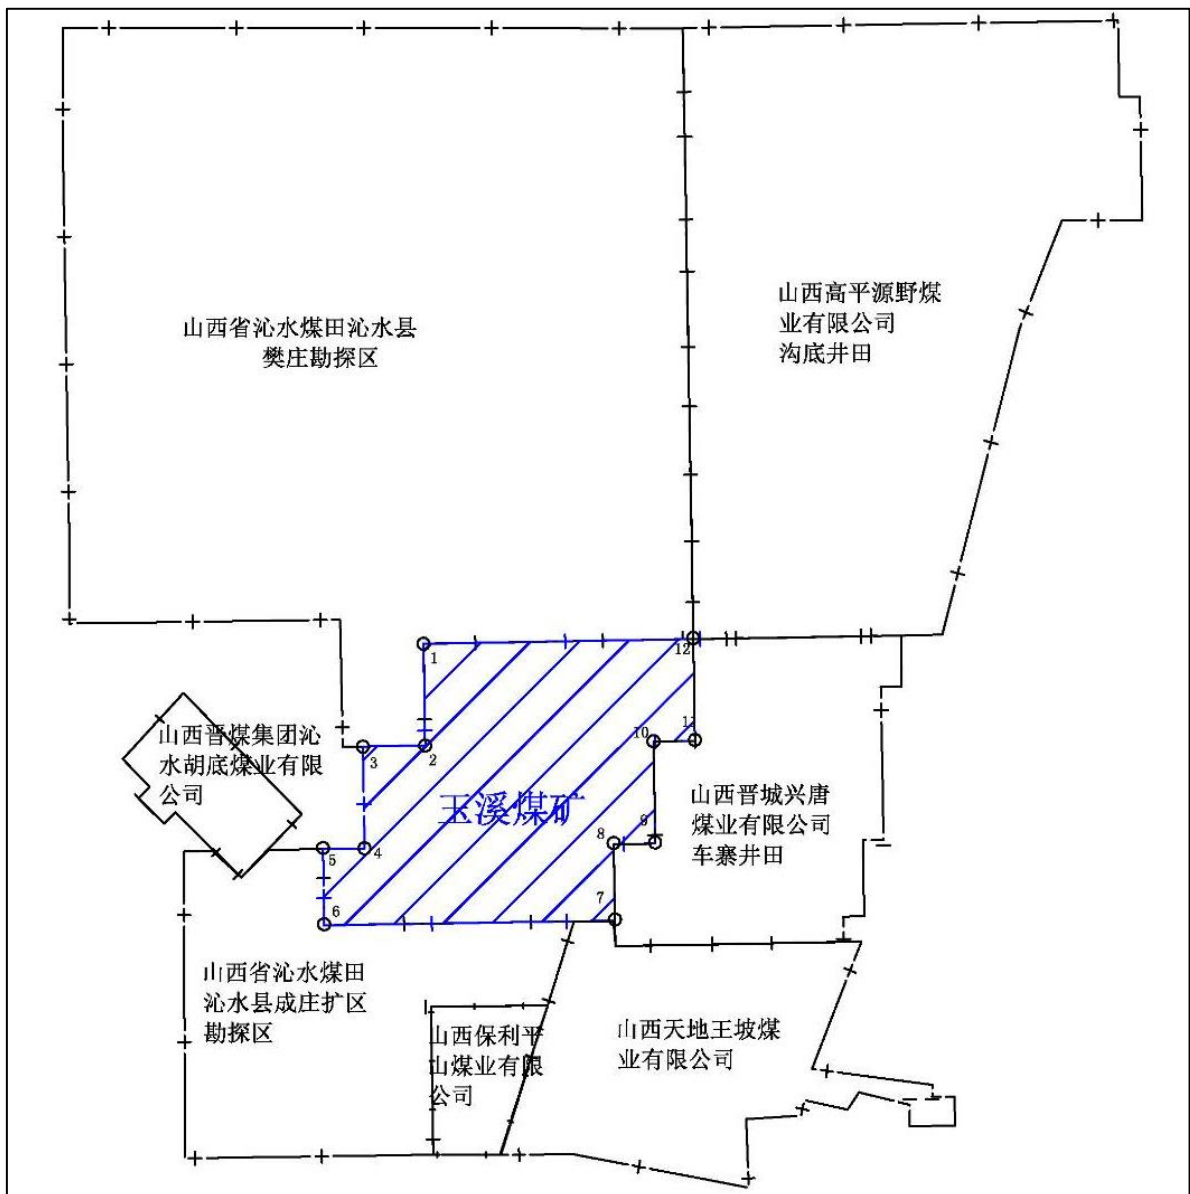 山西省沁水煤田沁水县
樊庄勘探区
山西高平源野煤
业有限公司
沟底井田
1
12
2
3
10
11
山西晋煤集团沁
水胡底煤业有限
公司
玉溪煤矿
山西晋城兴唐
煤业有限公司
车寨井田
5
4
8
9
6
7
山西省沁水煤田
沁水县成庄扩区
勘探区
山西保利平
山煤业有限
公司
山西天地王坡煤
业有限公司